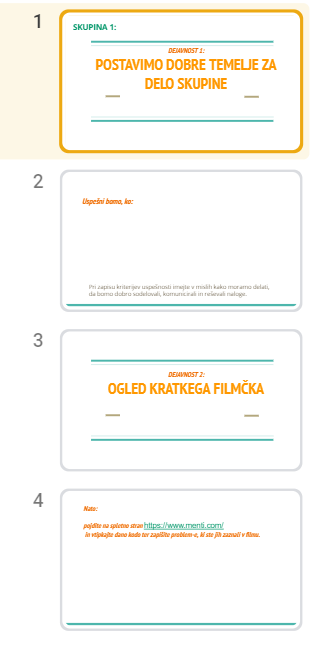 1
SKUPINA 1:
DEJAVNOST 1:
POSTAVIMO DOBRE TEMELJE ZA
DELO SKUPINE
2
Uspešni bomo, ko:
Pri zapisu kriterijev uspešnosti imejte v mislih kako moramo delati,
da bomo dobro sodelovali, komunicirali in reševali naloge.
3
DEJAVNOST 2:
OGLED KRATKEGA FILMČKA
4
Nato:
pojdite na spletno stran https://www.menti.com/
in vtipkajte dano kodo ter zapišite problem-e, ki ste jih zaznali v filmu.